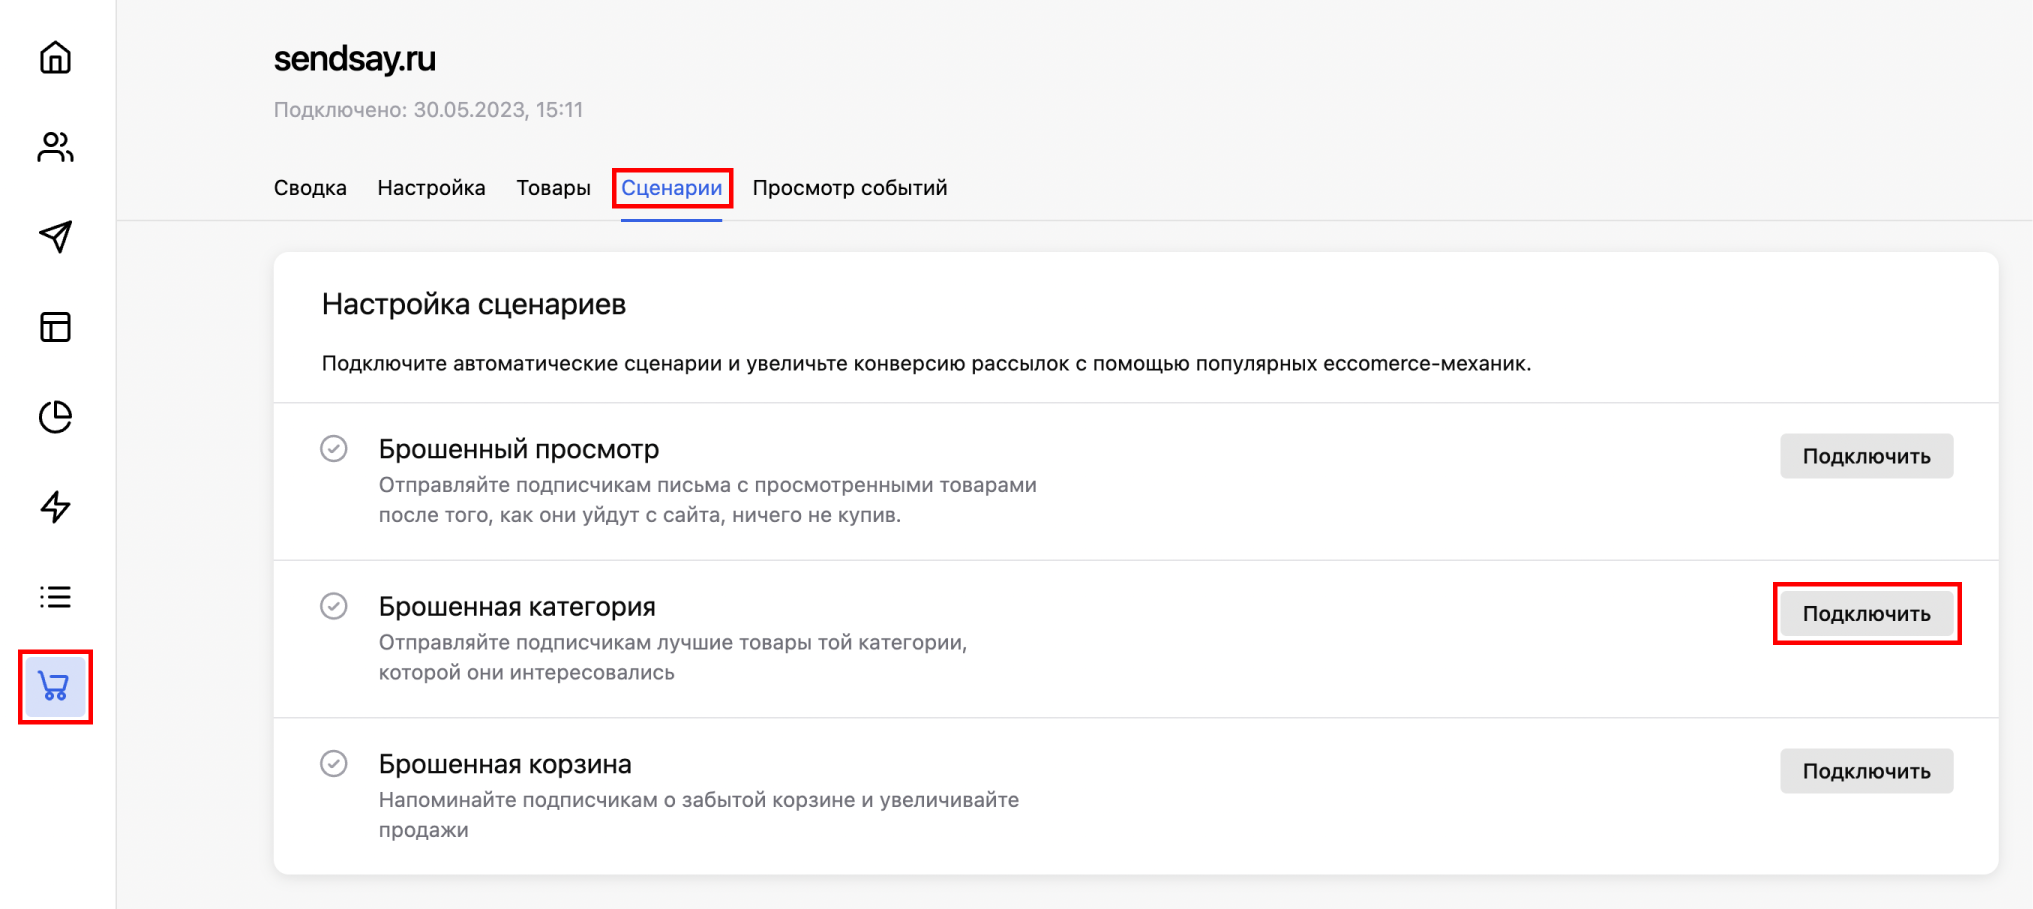 sendsay.ru
Подключено: 30.05.2023, 15:11
Сводка Настройка Товары Сценарии Просмотр событий
Настройка сценариев
Подключите автоматические сценарии и увеличьте конверсию рассылок с помощью популярных eccomerce-механик.
Брошенный просмотр
Подключить
Отправляйте подписчикам письма с просмотренными товарами
после того, как они уйдут с сайта, ничего не купив.
Брошенная категория
Подключить
Отправляйте подписчикам лучшие товары той категории,
которой они интересовались
Брошенная корзина
Подключить
Напоминайте подписчикам о забытой корзине и увеличивайте
продажи